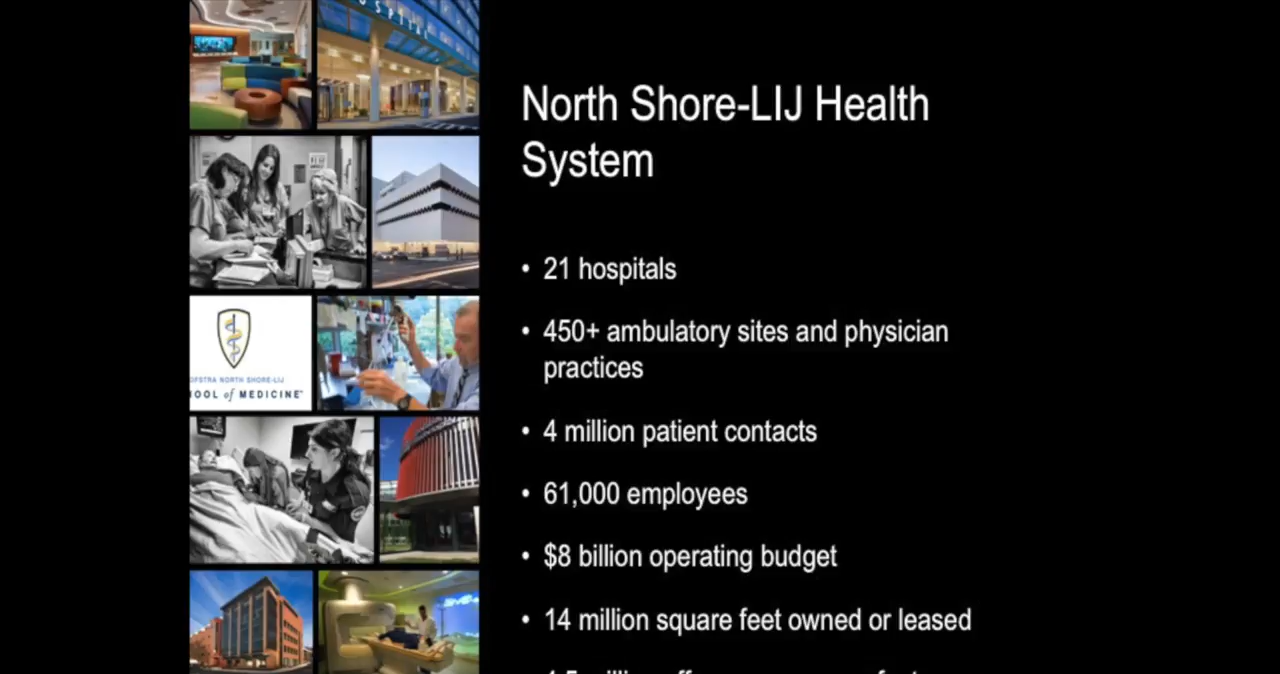 HOSPITAL
North Shore-LIJ Health
System
• 21 hospitals
• 450+ ambulatory sites and physician
practices
• 4 million patient contacts
OFSTRA NORTH SHORE-LIJ
OOL of MEDICINE
• 61,000 employees
• $8 billion operating budget
• 14 million square feet owned or leased